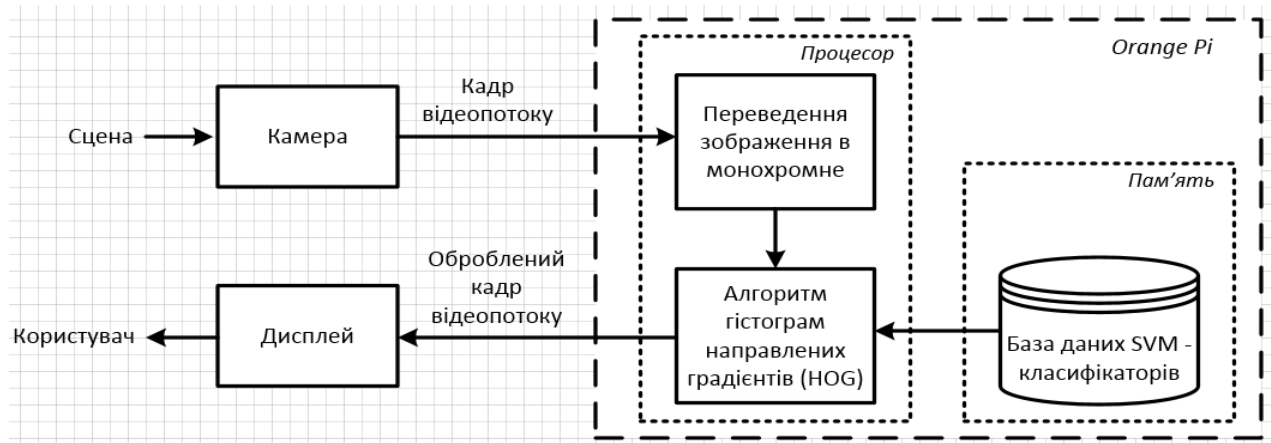 Процесор
Orange Pi
Кадр
відеопотоку
Сцена
Камера
Переведення
зображення в
монохромне
Пам’ять
Оброблений
кадр
відеопотоку
Користувач
Дисплей
Алгоритм
гістограм
направлених
градієнтів (HOG)
База даних SVM -
класифікаторів